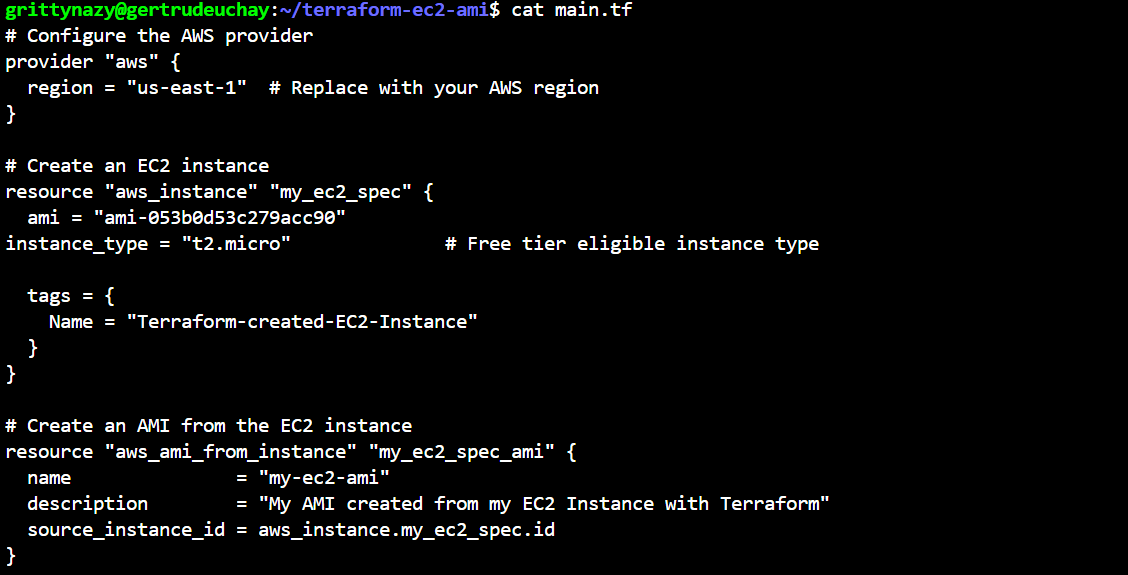 grittynazy@gertrudeuchay:~/terraform-ec2-ami$ cat main.tf
# Configure the AWS provider
provider "aws" {
  region = "us-east-1"  # Replace with your AWS region
}

# Create an EC2 instance
resource "aws_instance" "my_ec2_spec" {
  ami = "ami-053b0d53c279acc90"
instance_type = "t2.micro"              # Free tier eligible instance type

  tags = {
    Name = "Terraform-created-EC2-Instance"
  }
}

# Create an AMI from the EC2 instance
resource "aws_ami_from_instance" "my_ec2_spec_ami" {
  name               = "my-ec2-ami"
  description        = "My AMI created from my EC2 Instance with Terraform"
  source_instance_id = aws_instance.my_ec2_spec.id
}